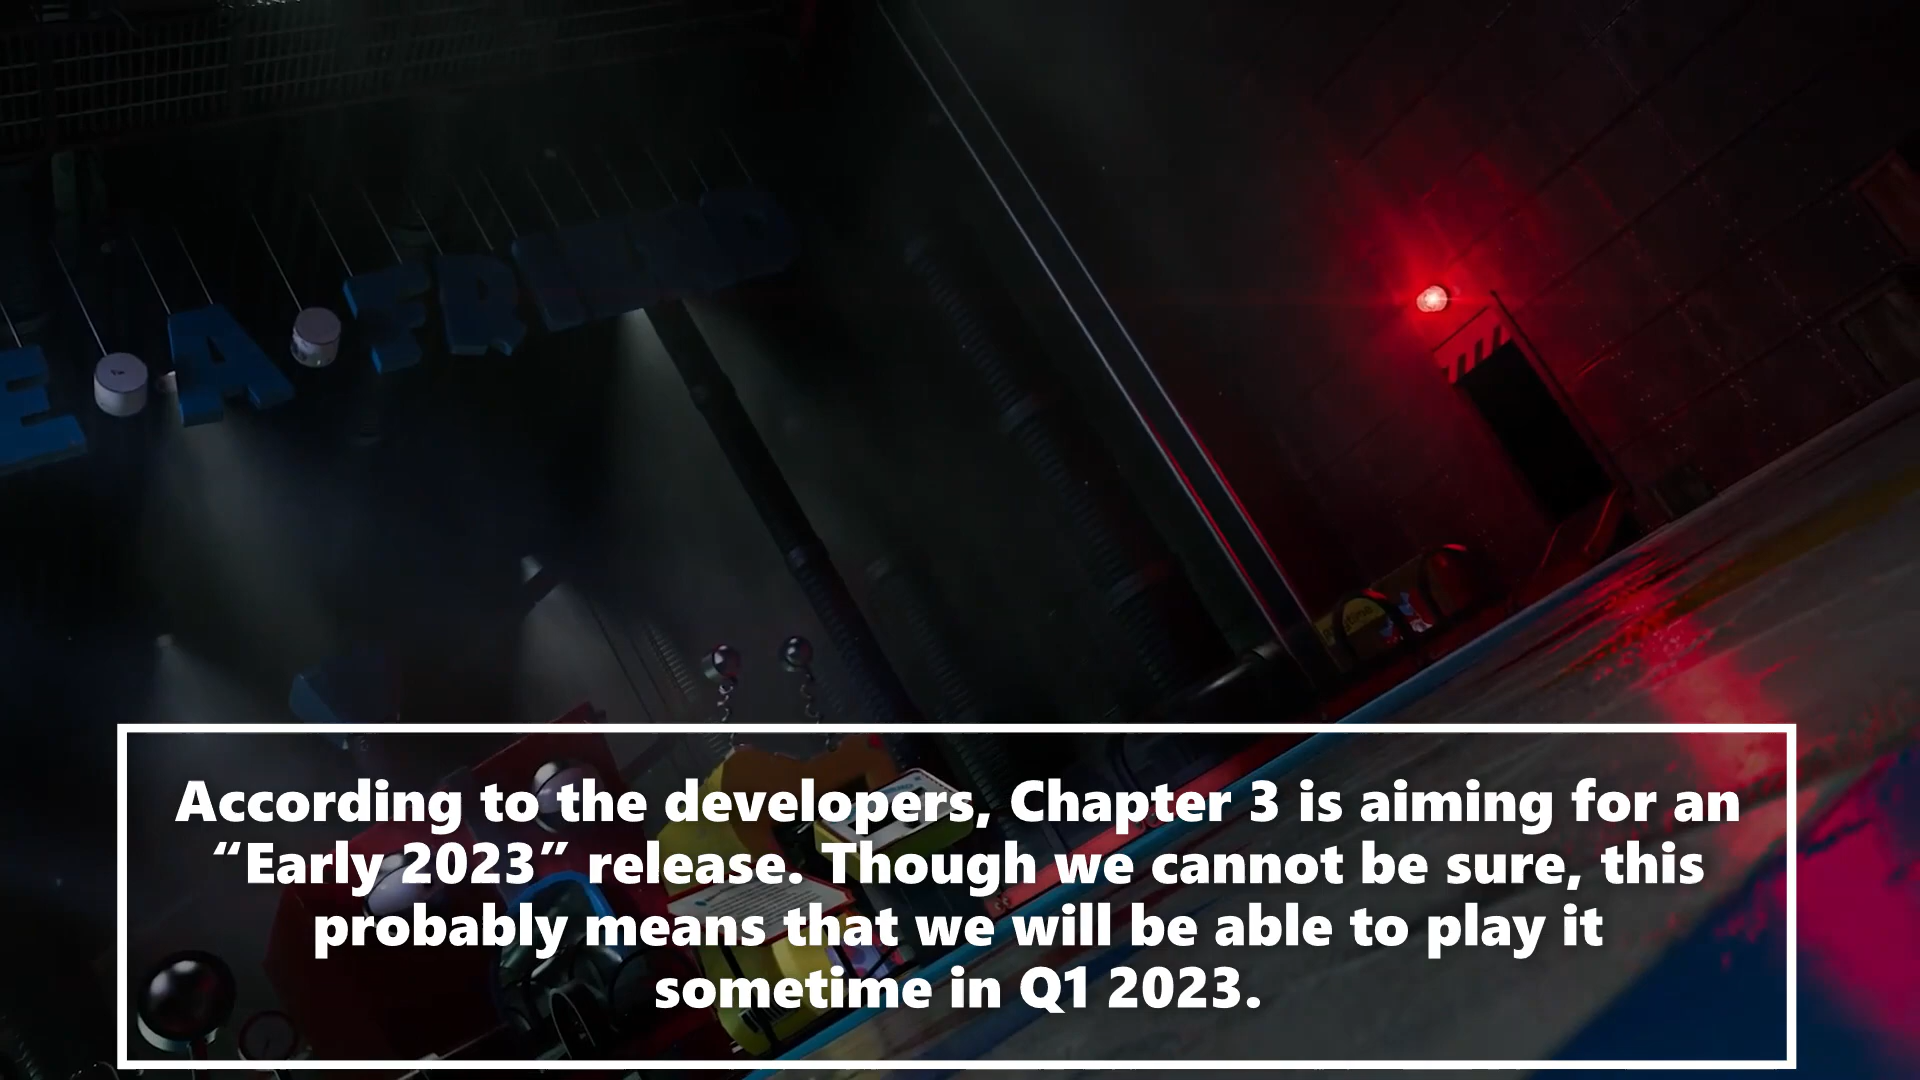 E A FRI
According to the developers, Chapter 3 is aiming for an
“Early 2023” release. Though we cannot be sure, this
probably means that we will be able to play it
sometime in Q1 2023.